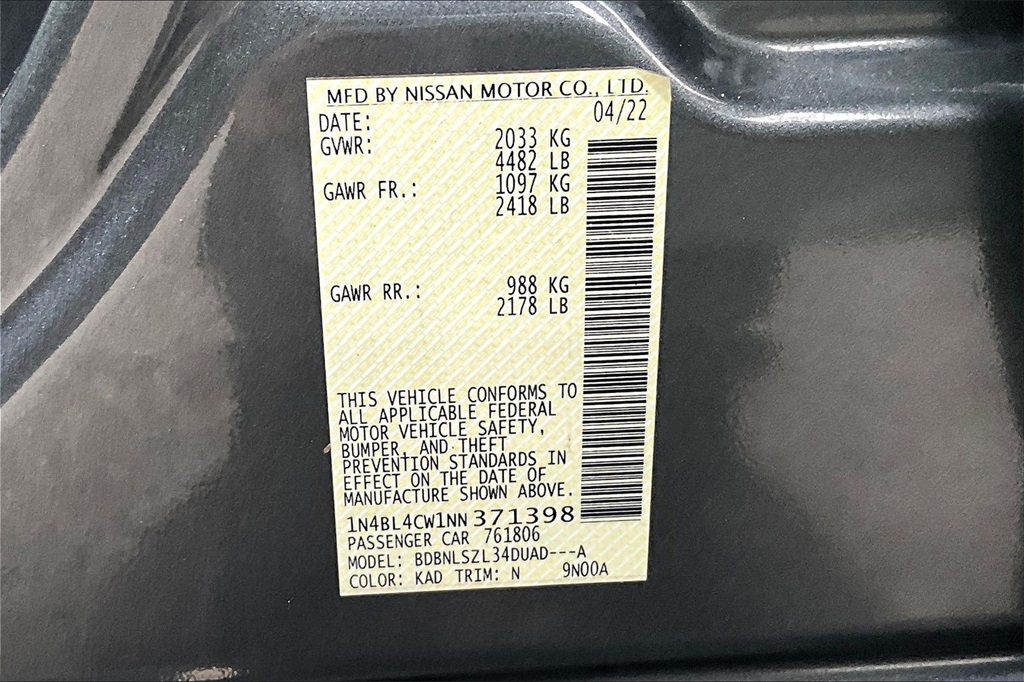 MFD BY NISSAN MOTOR CO., LTD.
DATE: 04/22
GVWR: 2033 KG
4482 LB
GAWR FR.: 1097 KG
2418 LB
GAWR RR.: 988 KG
2178 LB
THIS VEHICLE CONFORMS TO
ALL APPLICABLE FEDERAL
MOTOR VEHICLE SAFETY,
BUMPER, AND THEFT
PREVENTION STANDARDS IN
EFFECT ON THE DATE OF
MANUFACTURE SHOWN ABOVE.
1N4BL4CW1NN 371398
PASSENGER CAR 761806
MODEL: BDBNLSZL34DUAD---A
COLOR: KAD TRIM: N 9N00A